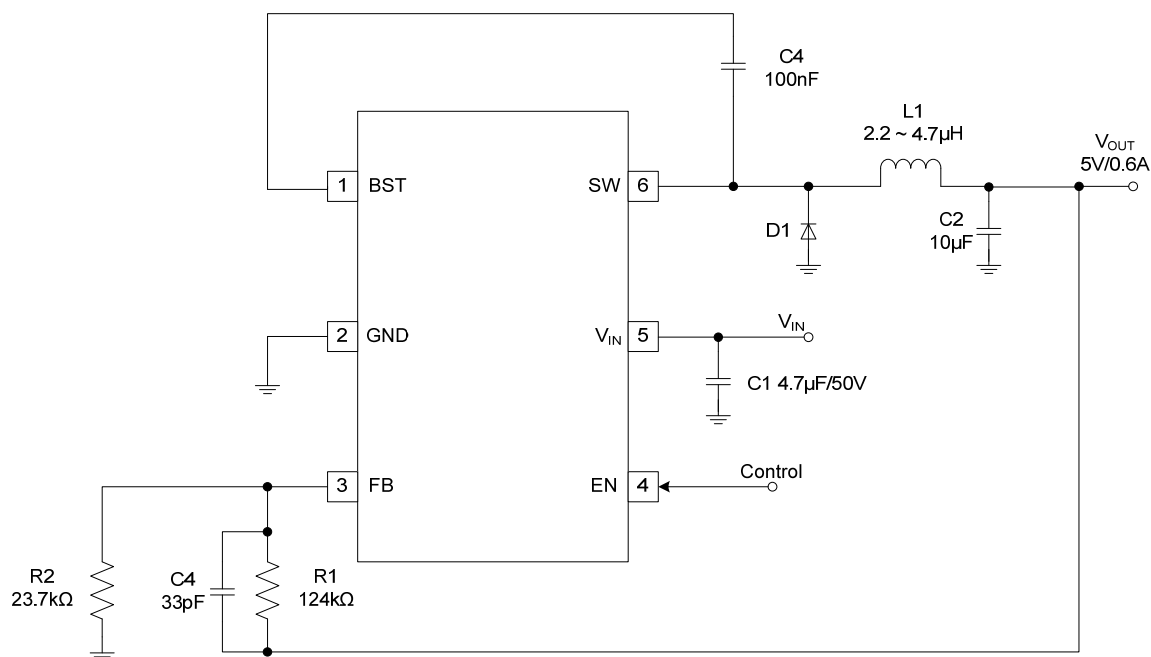 C4
100nF
L1
2.2 ~ 4.7µH
VOUT
5V/0.6A
1 BST
SW 6
D1
C2
10µF
2 GND
VIN 5
VIN
C1 4.7µF/50V
3 FB
EN 4
Control
R2
23.7kΩ
C4
33pF
R1
124kΩ